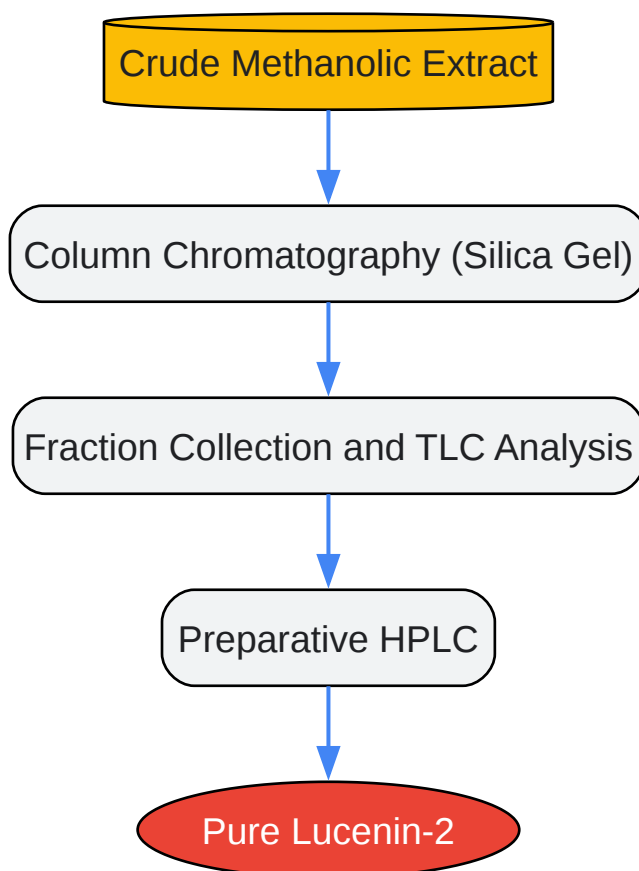 Crude Methanolic Extract
Column Chromatography (Silica Gel)
Fraction Collection and TLC Analysis
Preparative HPLC
Pure Lucenin-2